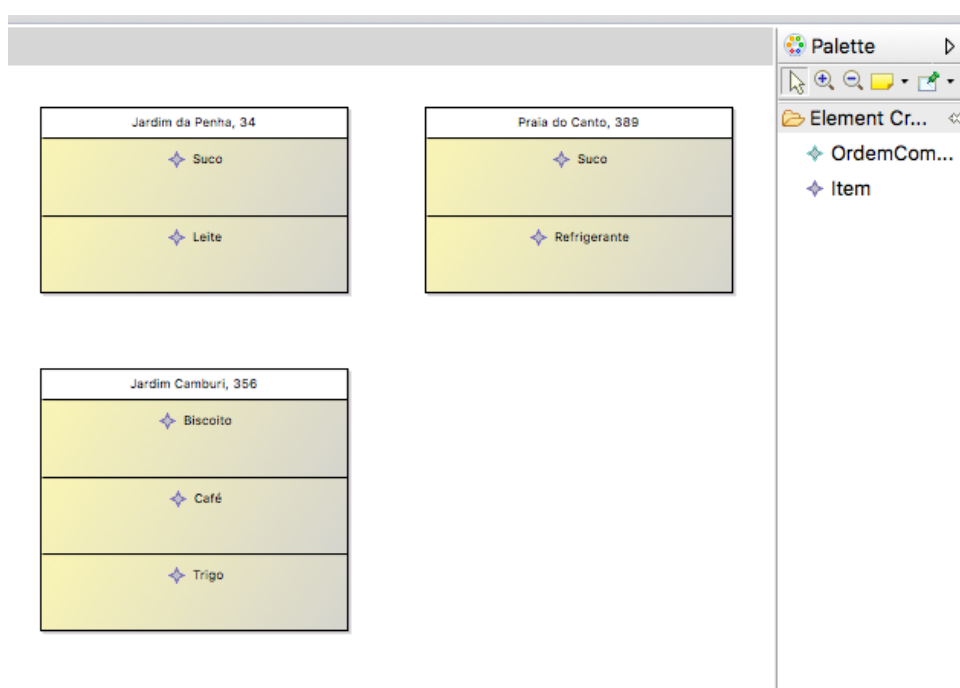 Palette
Element Cr...
OrdemCom...
Item
Jardim da Penha, 34
Suco
Leite
Praia do Canto, 389
Suco
Refrigerante
Jardim Camburi, 356
Biscoito
Café
Trigo